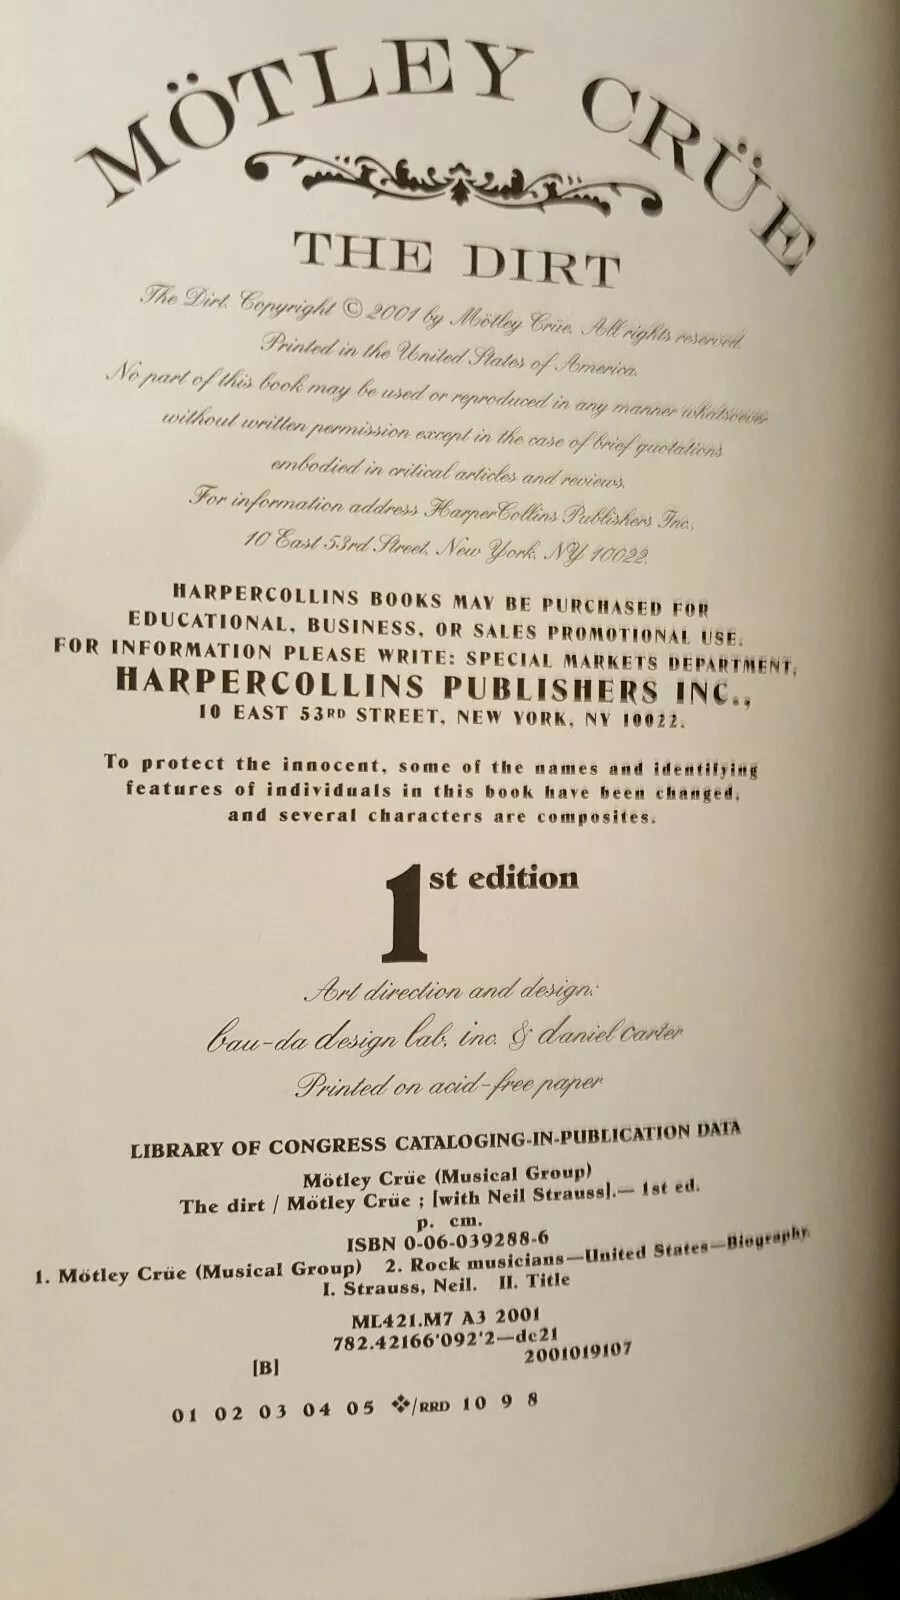 MÖTLEY CRÜE
THE DIRT
The Dirt. Copyright © 2001 by Mötley Crüe. All rights reserved.
Printed in the United States of America.
No part of this book may be used or reproduced in any manner whatsoever
without written permission except in the case of brief quotations
embodied in critical articles and reviews.
For information address HarperCollins Publishers Inc.,
10 East 53rd Street, New York, NY 10022.
HARPERCOLLINS BOOKS MAY BE PURCHASED FOR
EDUCATIONAL, BUSINESS, OR SALES PROMOTIONAL USE.
FOR INFORMATION PLEASE WRITE: SPECIAL MARKETS DEPARTMENT,
HARPERCOLLINS PUBLISHERS INC.,
10 EAST 53RD STREET, NEW YORK, NY 10022.
To protect the innocent, some of the names and identifying
features of individuals in this book have been changed,
and several characters are composites.
1st edition
Art direction and design:
bau-da design lab, inc. & daniel carter
Printed on acid-free paper
LIBRARY OF CONGRESS CATALOGING-IN-PUBLICATION DATA
Mötley Crüe (Musical Group)
The dirt / Mötley Crüe ; [with Neil Strauss].— 1st ed.
p. cm.
ISBN 0-06-039288-6
1. Mötley Crüe (Musical Group) 2. Rock musicians—United States—Biography.
I. Strauss, Neil. II. Title
ML421.M7 A3 2001
782.42166'092'2—dc21
[B] 2001019107
01 02 03 04 05 ❖/RRD 10 9 8